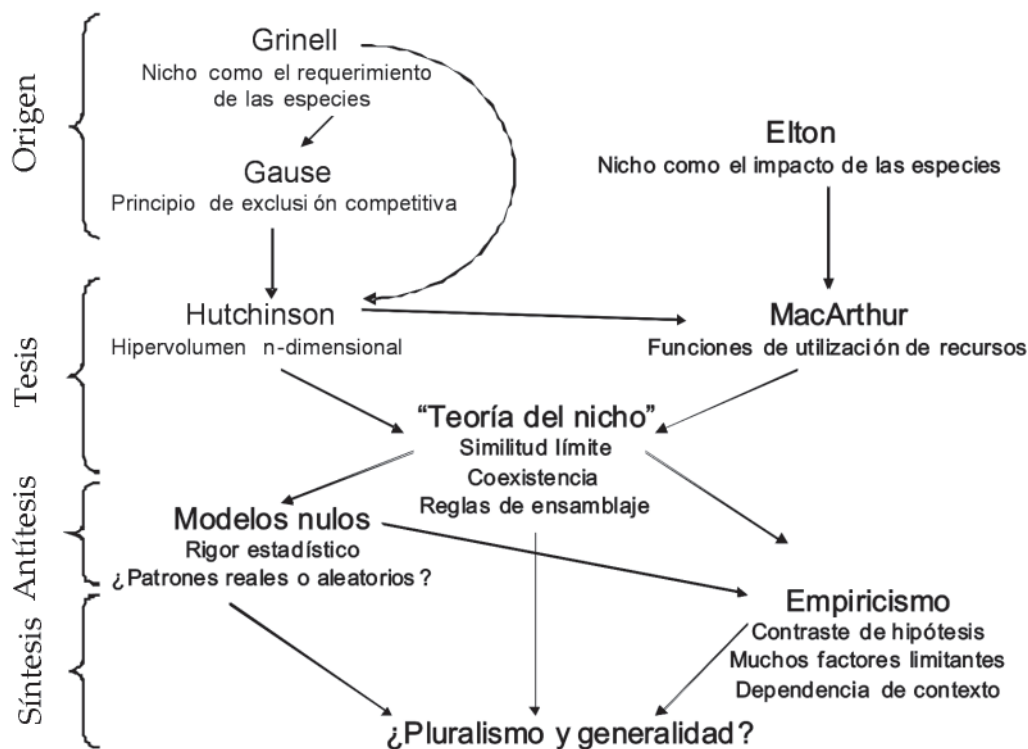 Origen
Grinell
Nicho como el requerimiento
de las especies
Gause
Principio de exclusión competitiva
Elton
Nicho como el impacto de las especies
Tesis
Hutchinson
Hipervolumen n-dimensional
MacArthur
Funciones de utilización de recursos
“Teoría del nicho”
Similitud límite
Coexistencia
Reglas de ensamblaje
Antítesis
Modelos nulos
Rigor estadístico
¿Patrones reales o aleatorios?
Síntesis
Empiricismo
Contraste de hipótesis
Muchos factores limitantes
Dependencia de contexto
¿Pluralismo y generalidad?